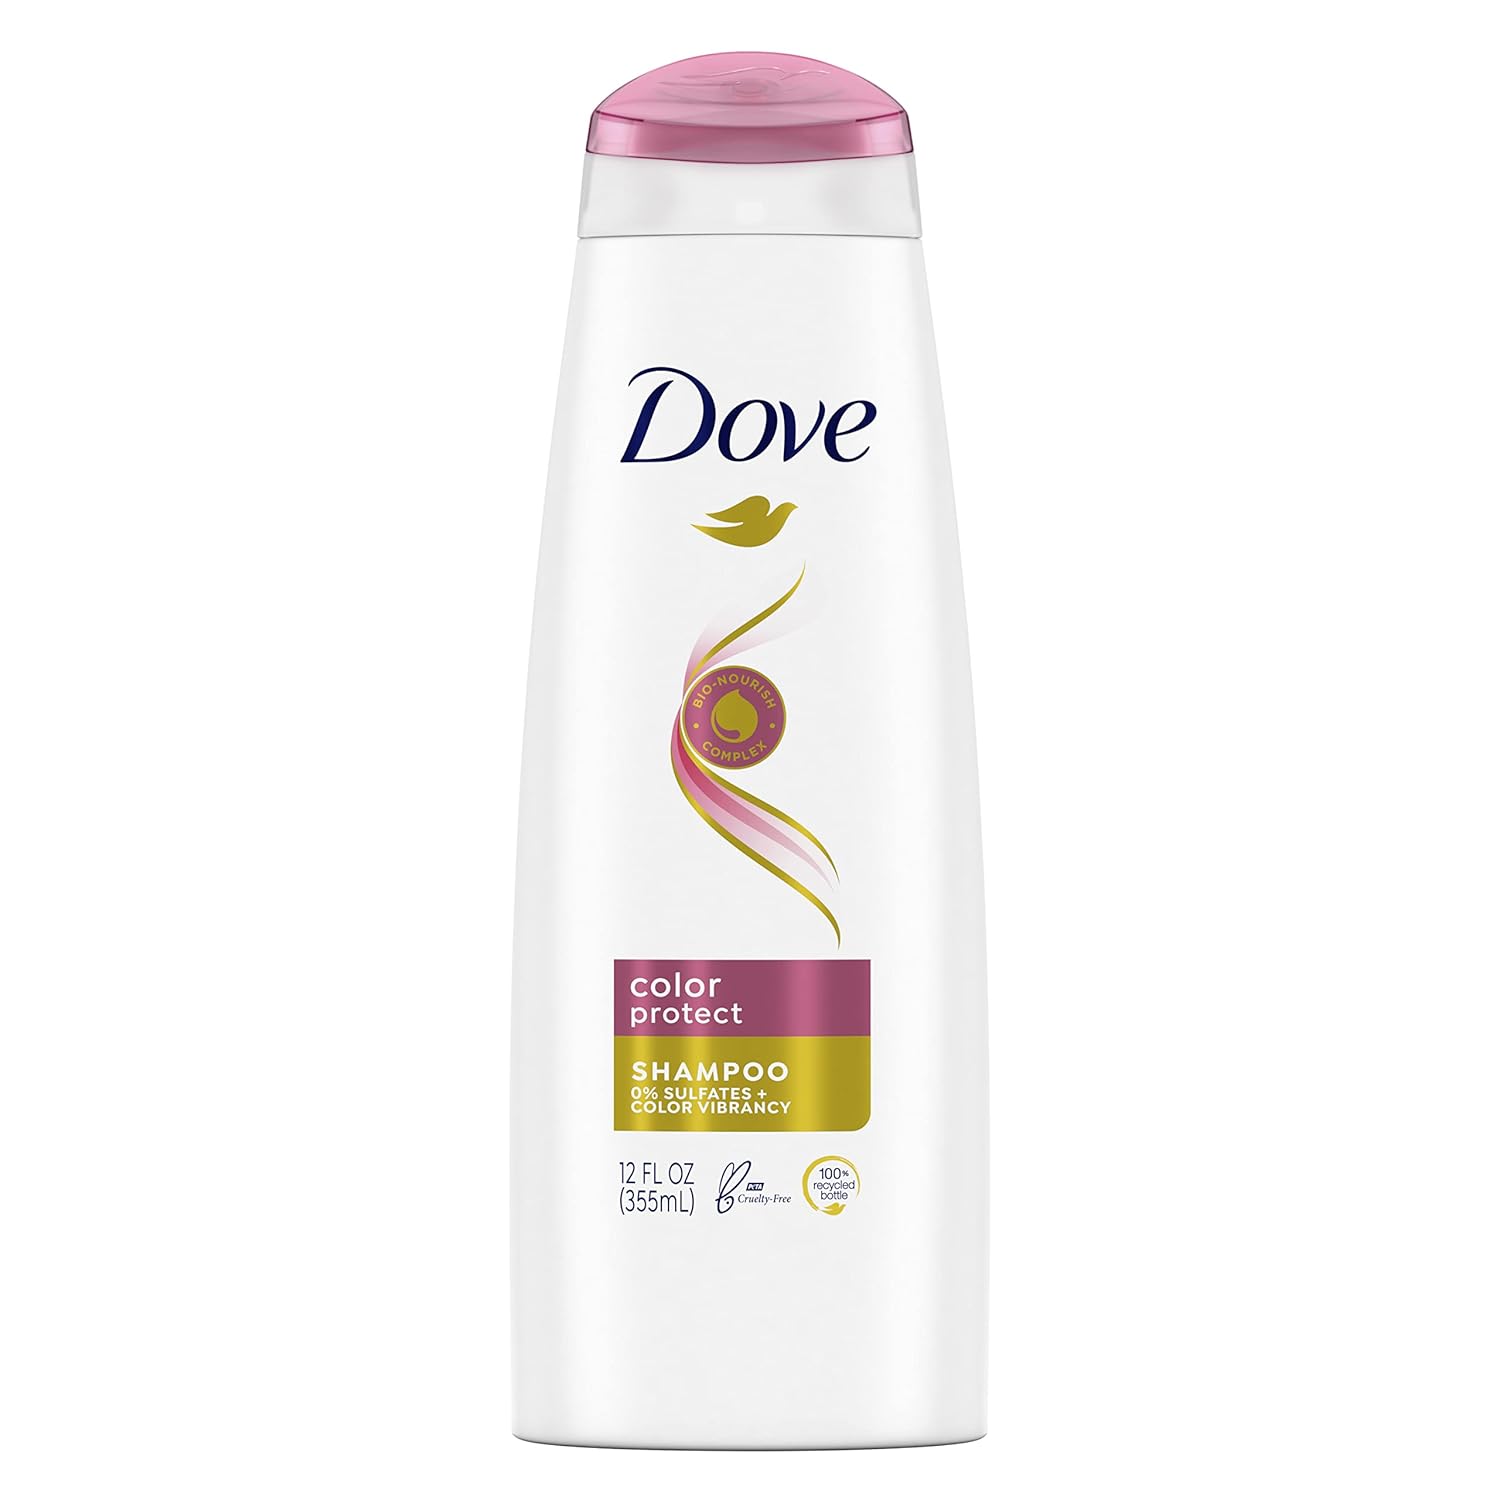 Dove
BIO-NOURISH
COMPLEX
color
protect
SHAMPOO
0% SULFATES +
COLOR VIBRANCY
12 FL OZ
(355mL)
PETA
Cruelty-Free
100%
recycled
bottle